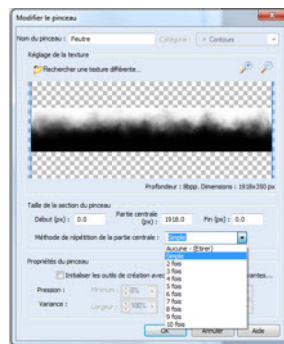 Modifier le pinceau
Nom du pinceau : Feutre Catégorie : > Contours
Réglage de la texture
Rechercher une texture différente...
Profondeur : 8bpp. Dimensions : 1918x350 px
Taille de la section du pinceau
Début (px) : 0.0 Partie centrale (px) : 1918.0 Fin (px) : 0.0
Méthode de répétition de la partie centrale : Simple
Aucune - (Etirer)
Simple
2 fois
3 fois
4 fois
5 fois
6 fois
7 fois
8 fois
9 fois
10 fois
Propriétés du pinceau
Initialiser les outils de création avec
Pression : Minimum : 0%
Variance : Largeur : 100%
OK Annuler Aide